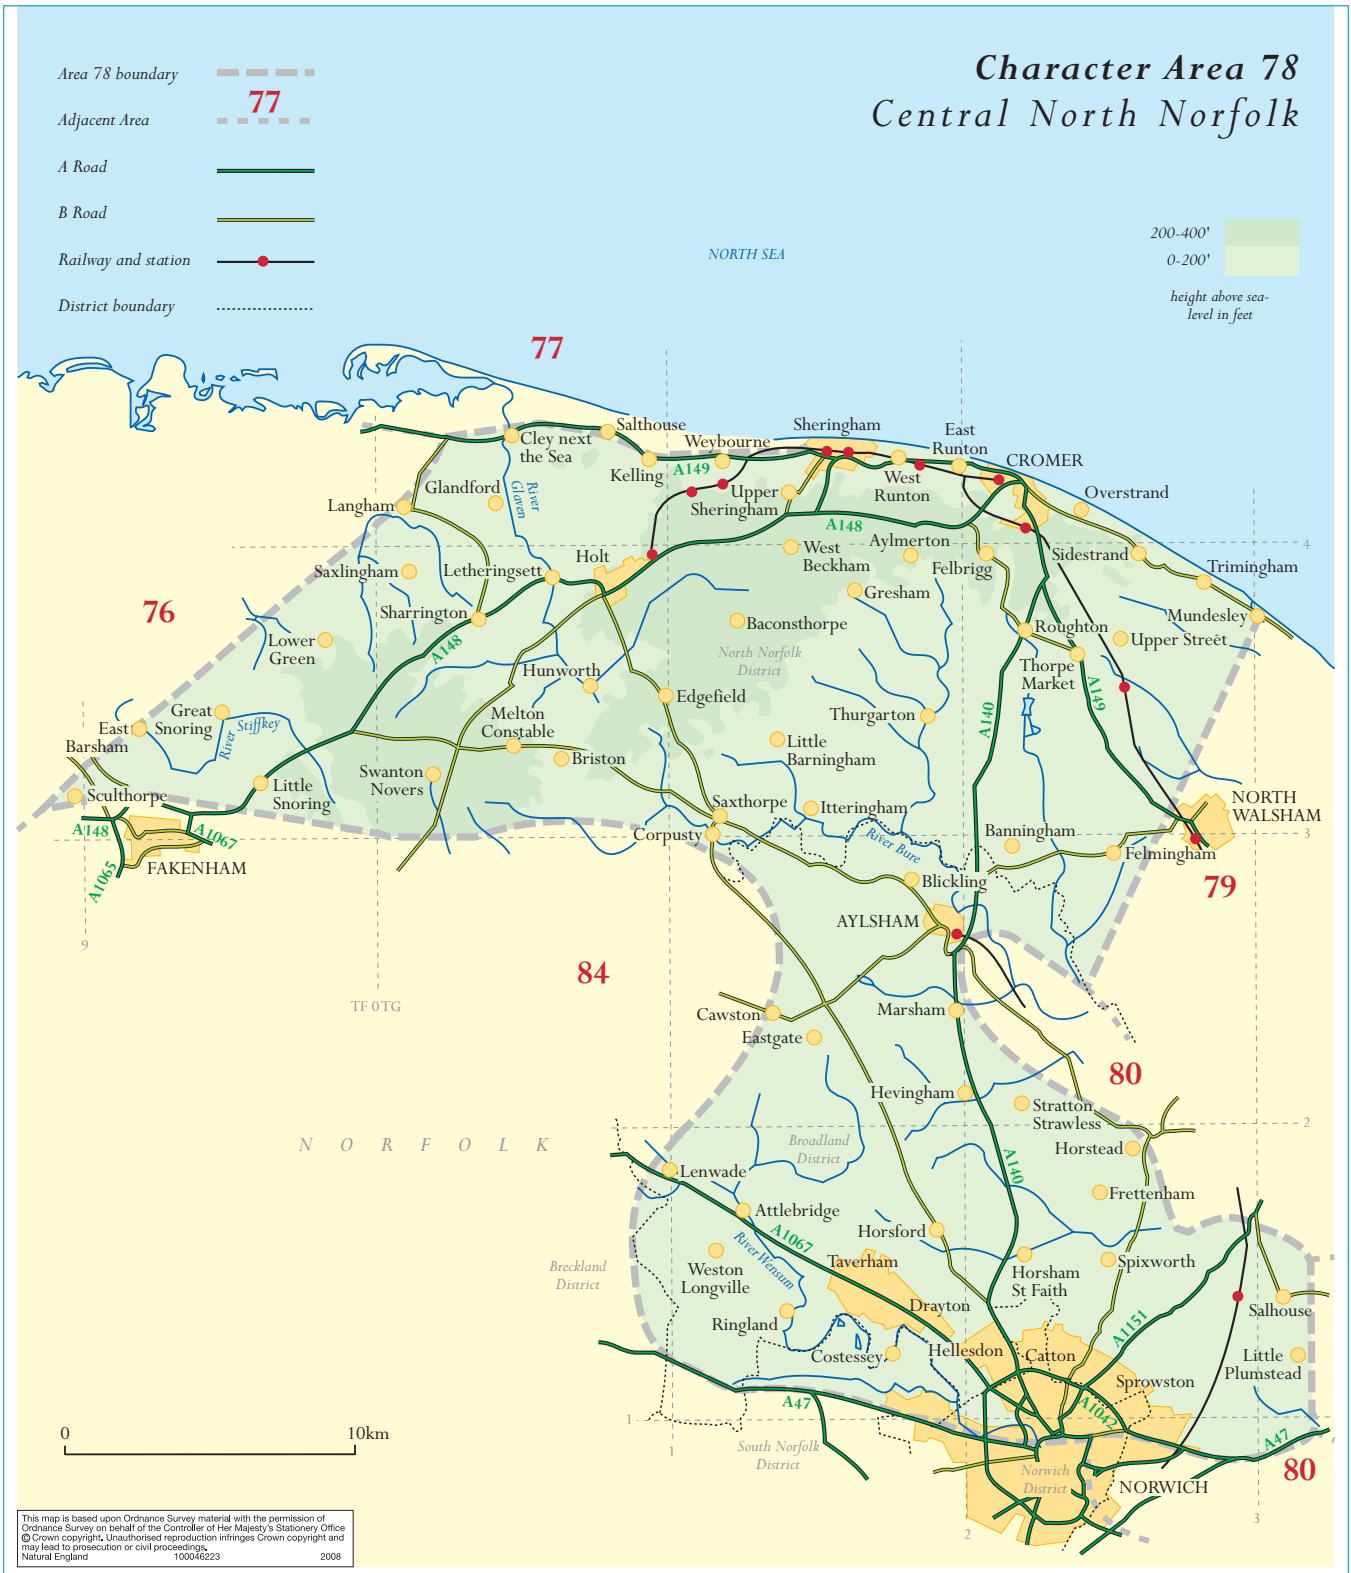 Character Area 78
Central North Norfolk
Area 78 boundary
77
Adjacent Area
A Road
B Road
Railway and station
District boundary
200-400'
0-200'
height above sea-
level in feet
NORTH SEA
77
Salthouse
Sheringham
East
Runton
Weybourne
Cley next
the Sea
Kelling
A149
West
Runton
CROMER
Glandford
River
Glaven
Langham
Upper
Sheringham
Overstrand
A148
Holt
West
Beckham
Aylmerton
Felbrigg
Sidestrand
4
Trimingham
Saxlingham
Letheringsett
Gresham
76
Sharrington
Baconsthorpe
Mundesley
Roughton
Upper Street
Lower
Green
A148
North Norfolk
District
Thorpe
Market
Hunworth
Edgefield
A149
Great
Snoring
River Stiffkey
East
Barsham
Melton
Constable
Thurgarton
A140
Little
Barningham
Briston
Swanton
Novers
Little
Snoring
Sculthorpe
Saxthorpe
Itteringham
NORTH
WALSHAM
A148
A1067
Corpusty
River Bure
Banningham
3
Felmingham
FAKENHAM
A1065
Blickling
79
AYLSHAM
9
84
TF 0 TG
Cawston
Marsham
Eastgate
80
Hevingham
Stratton
Strawless
2
NORFOLK
Broadland
District
Horstead
Lenwade
A140
Frettenham
Attlebridge
Horsford
A1067
River Wensum
Taverham
Breckland
District
Weston
Longville
Horsham
St Faith
Spixworth
Drayton
Salhouse
Ringland
A1151
Costessey
Hellesdon
Catton
Little
Plumstead
Sprowston
A47
A1042
1
0
10km
1
South Norfolk
District
A47
80
Norwich
District
NORWICH
2
3
This map is based upon Ordnance Survey material with the permission of
Ordnance Survey on behalf of the Controller of Her Majesty's Stationery Office
© Crown copyright. Unauthorised reproduction infringes Crown copyright and
may lead to prosecution or civil proceedings.
Natural England 100046223 2008